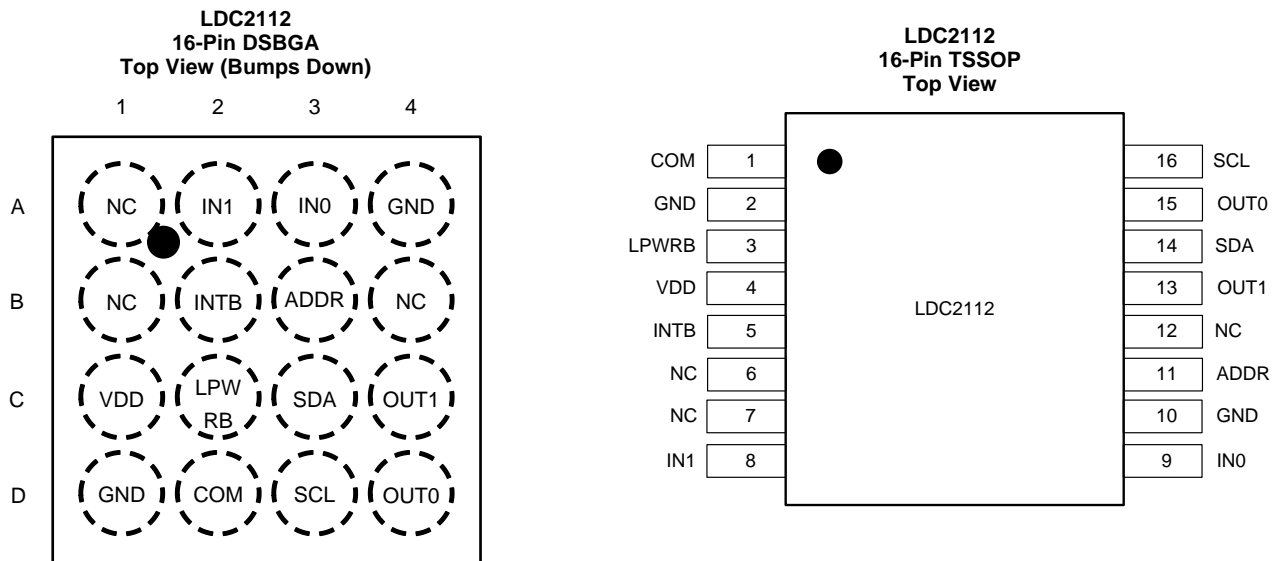 LDC2112
16-Pin DSBGA
Top View (Bumps Down)
1 2 3 4
A NC IN1 IN0 GND
B NC INTB ADDR NC
C VDD LPW RB SDA OUT1
D GND COM SCL OUT0
LDC2112
16-Pin TSSOP
Top View
COM 1 16 SCL
GND 2 15 OUT0
LPWRB 3 14 SDA
VDD 4 13 OUT1
LDC2112
INTB 5 12 NC
NC 6 11 ADDR
NC 7 10 GND
IN1 8 9 IN0